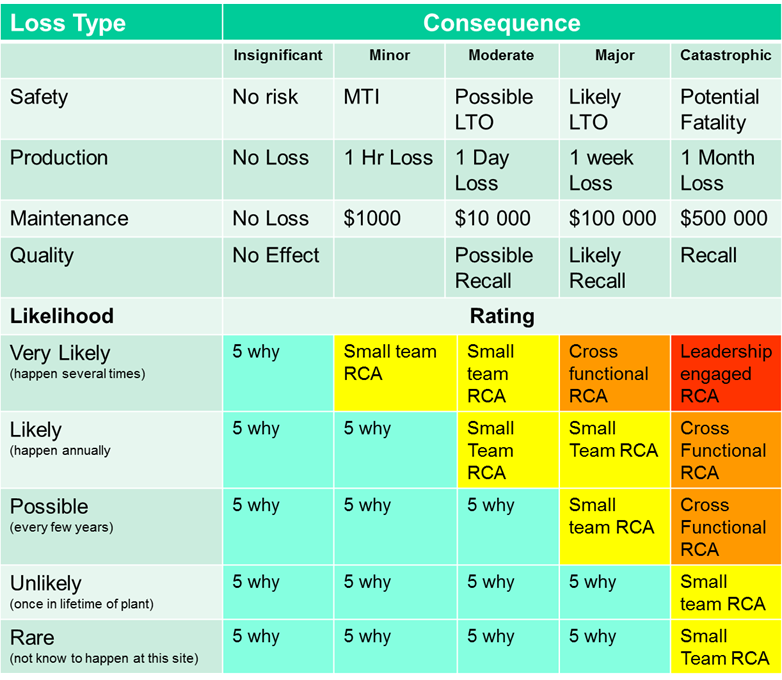 Loss Type Consequence
Insignificant Minor Moderate Major Catastrophic
Safety No risk MTI Possible LTO Likely LTO Potential Fatality
Production No Loss 1 Hr Loss 1 Day Loss 1 week Loss 1 Month Loss
Maintenance No Loss $1000 $10 000 $100 000 $500 000
Quality No Effect Possible Recall Likely Recall Recall
Likelihood Rating
Very Likely (happen several times) 5 why Small team RCA Small team RCA Cross functional RCA Leadership engaged RCA
Likely (happen annually 5 why 5 why Small Team RCA Small Team RCA Cross Functional RCA
Possible (every few years) 5 why 5 why 5 why Small team RCA Cross Functional RCA
Unlikely (once in lifetime of plant) 5 why 5 why 5 why 5 why Small team RCA
Rare (not know to happen at this site) 5 why 5 why 5 why 5 why Small Team RCA